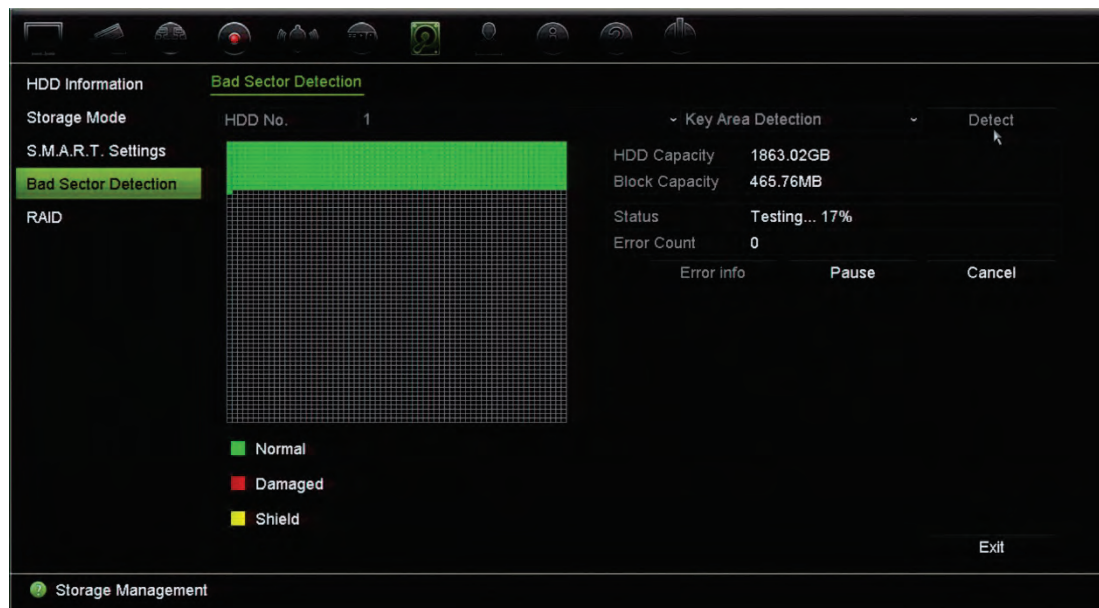 HDD Information
Storage Mode
S.M.A.R.T. Settings
Bad Sector Detection
RAID
Bad Sector Detection
HDD No. 1 Key Area Detection Detect
HDD Capacity 1863.02GB
Block Capacity 465.76MB
Status Testing... 17%
Error Count 0
Error info Pause Cancel
Normal
Damaged
Shield
Exit
Storage Management